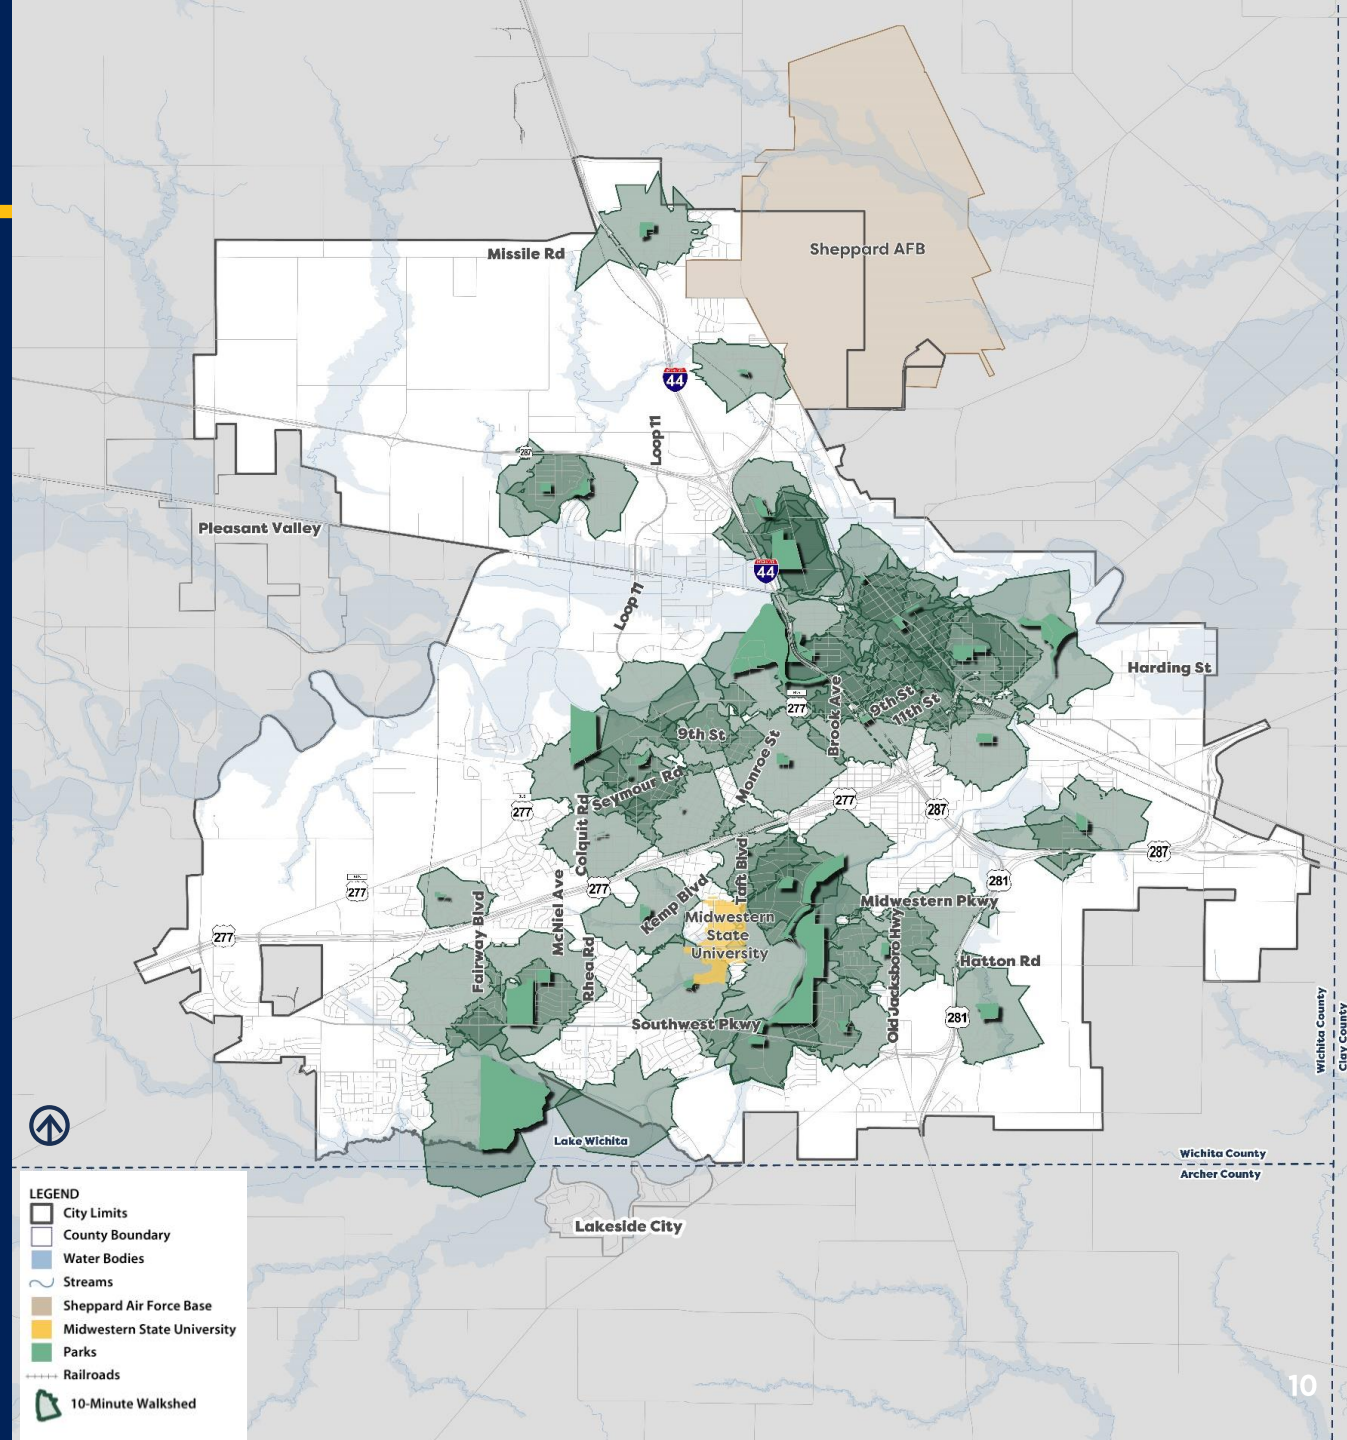 Missile Rd
Sheppard AFB
44
Loop 11
287
Pleasant Valley
44
Loop 11
Harding St
9th St
11th St
277
Brook Ave
9th St
Monroe St
Seymour Rd
277
277
287
Colquit Rd
Taft Blvd
287
277
277
281
Kemp Blvd
McNiel Ave
Fairway Blvd
Midwestern Pkwy
Midwestern
State
University
277
Rhea Rd
Old Jacksboro Hwy
Hatton Rd
281
Southwest Pkwy
Wichita County
Clay County
Lake Wichita
Wichita County
Archer County
Lakeside City
LEGEND
City Limits
County Boundary
Water Bodies
Streams
Sheppard Air Force Base
Midwestern State University
Parks
Railroads
10-Minute Walkshed
10